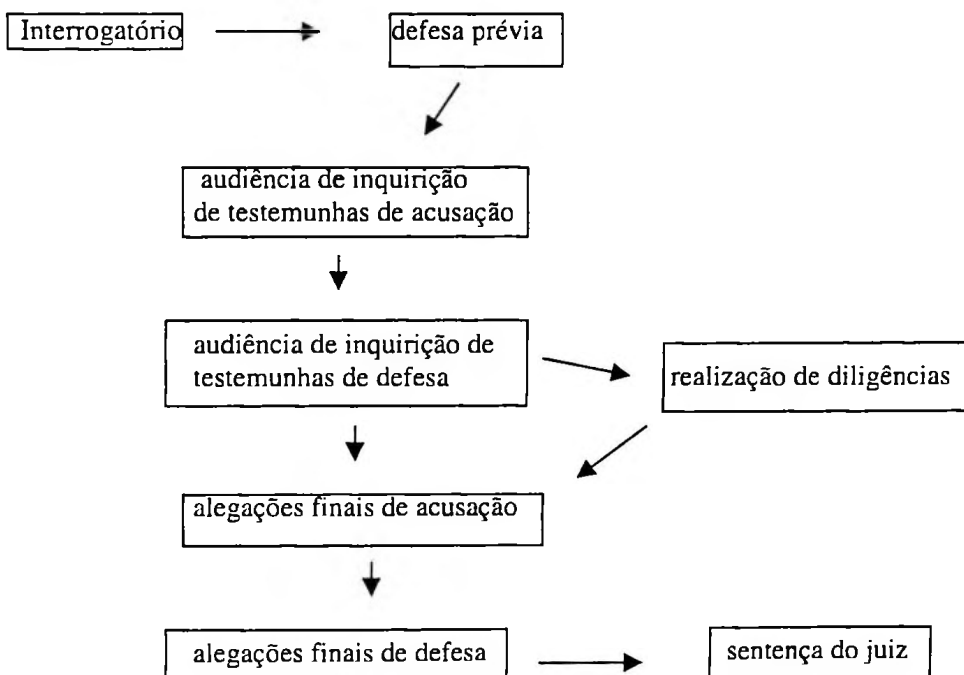 Interrogatório
defesa prévia
audiência de inquirição
de testemunhas de acusação
audiência de inquirição de
testemunhas de defesa
realização de diligências
alegações finais de acusação
alegações finais de defesa
sentença do juiz